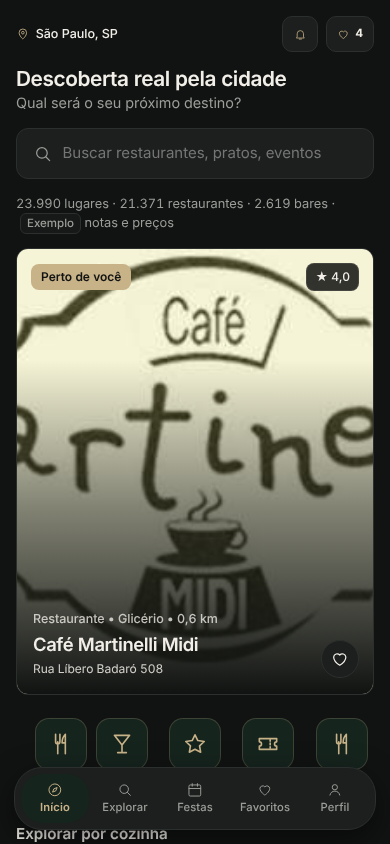 São Paulo, SP
4
Descoberta real pela cidade
Qual será o seu próximo destino?
Buscar restaurantes, pratos, eventos
23.990 lugares · 21.371 restaurantes · 2.619 bares ·
Exemplo notas e preços
Perto de você
★ 4,0
Café
artine
MIDI
Restaurante • Glicério • 0,6 km
Café Martinelli Midi
Rua Líbero Badaró 508
Início
Explorar
Festas
Favoritos
Perfil
Explorar por cozinha